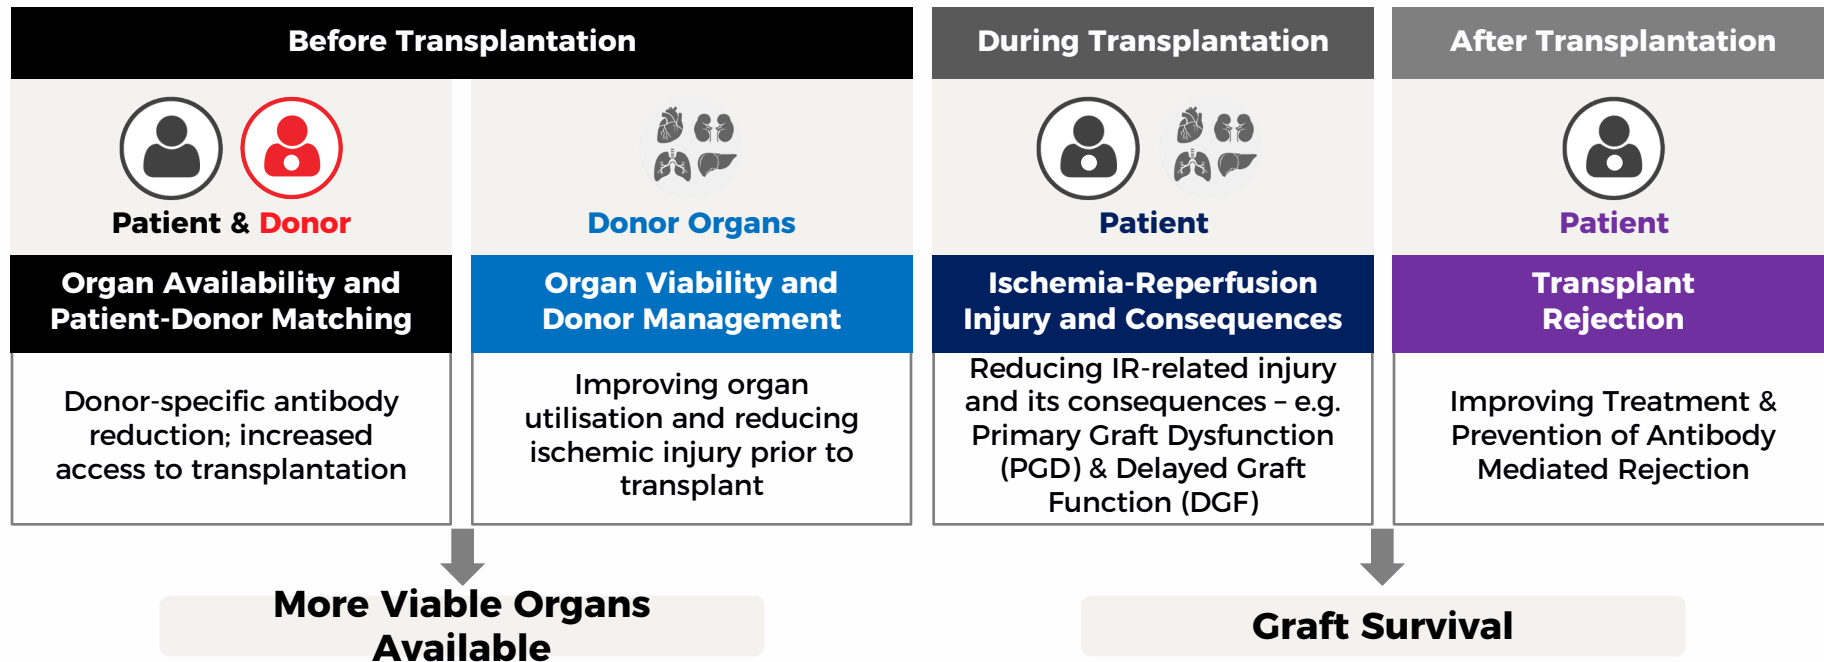 Before Transplantation
During Transplantation
After Transplantation
Patient & Donor
Donor Organs
Patient
Patient
Organ Availability and
Patient-Donor Matching
Organ Viability and
Donor Management
Ischemia-Reperfusion
Injury and Consequences
Transplant
Rejection
Donor-specific antibody
reduction; increased
access to transplantation
Improving organ
utilisation and reducing
ischemic injury prior to
transplant
Reducing IR-related injury
and its consequences – e.g.
Primary Graft Dysfunction
(PGD) & Delayed Graft
Function (DGF)
Improving Treatment &
Prevention of Antibody
Mediated Rejection
More Viable Organs
Available
Graft Survival